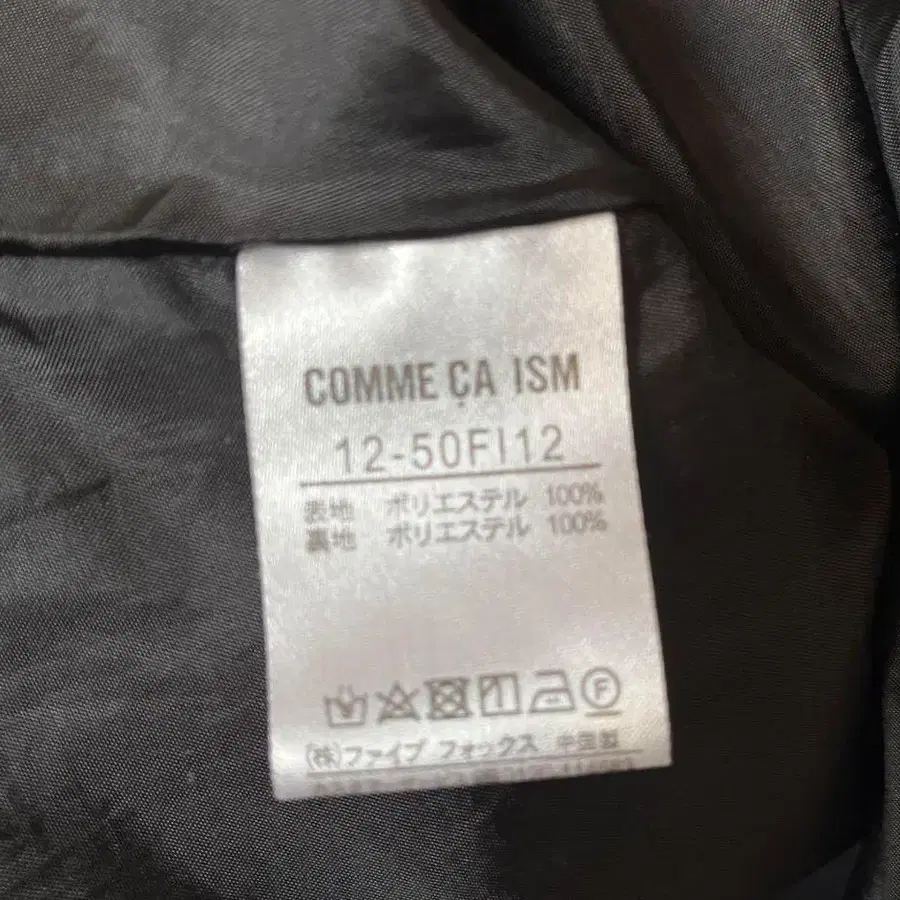 COMME ÇA ISM
12-50FI12
表地 ポリエステル 100%
裏地 ポリエステル 100%
F
(株)ファイブ フォックス 中国製